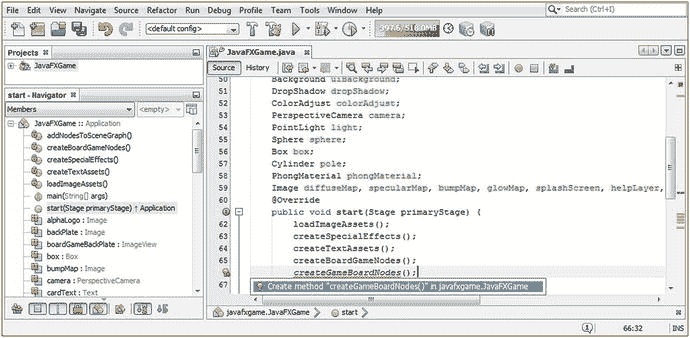 File Edit View Navigate Source Refactor Run Debug Profile Team Tools Window Help
Search (Ctrl+I)
<default config>
JavaFXGame.java
Projects
JavaFXGame
Source History
start - Navigator
Members <empty>
JavaFXGame :: Application
addNodesToSceneGraph()
createBoardGameNodes()
createSpecialEffects()
createTextAssets()
loadImageAssets()
main(String[] args)
start(Stage primaryStage) ↑ Application
alphaLogo : Image
backPlate : Image
boardGameBackPlate : ImageView
box : Box
bumpMap : Image
camera : PerspectiveCamera
cardText : Text
50 Background uiBackground;
51 DropShadow dropShadow;
52 ColorAdjust colorAdjust;
53 PerspectiveCamera camera;
54 PointLight light;
55 Sphere sphere;
56 Box box;
57 Cylinder pole;
58 PhongMaterial phongMaterial;
59 Image diffuseMap, specularMap, bumpMap, glowMap, splashScreen, helpLayer,
60 @Override
public void start(Stage primaryStage) {
62 loadImageAssets();
63 createSpecialEffects();
64 createTextAssets();
65 createBoardGameNodes();
createGameBoardNodes();
67 Create method "createGameBoardNodes()" in javafxgame.JavaFXGame
javafxgame.JavaFXGame
start
66:32 INS